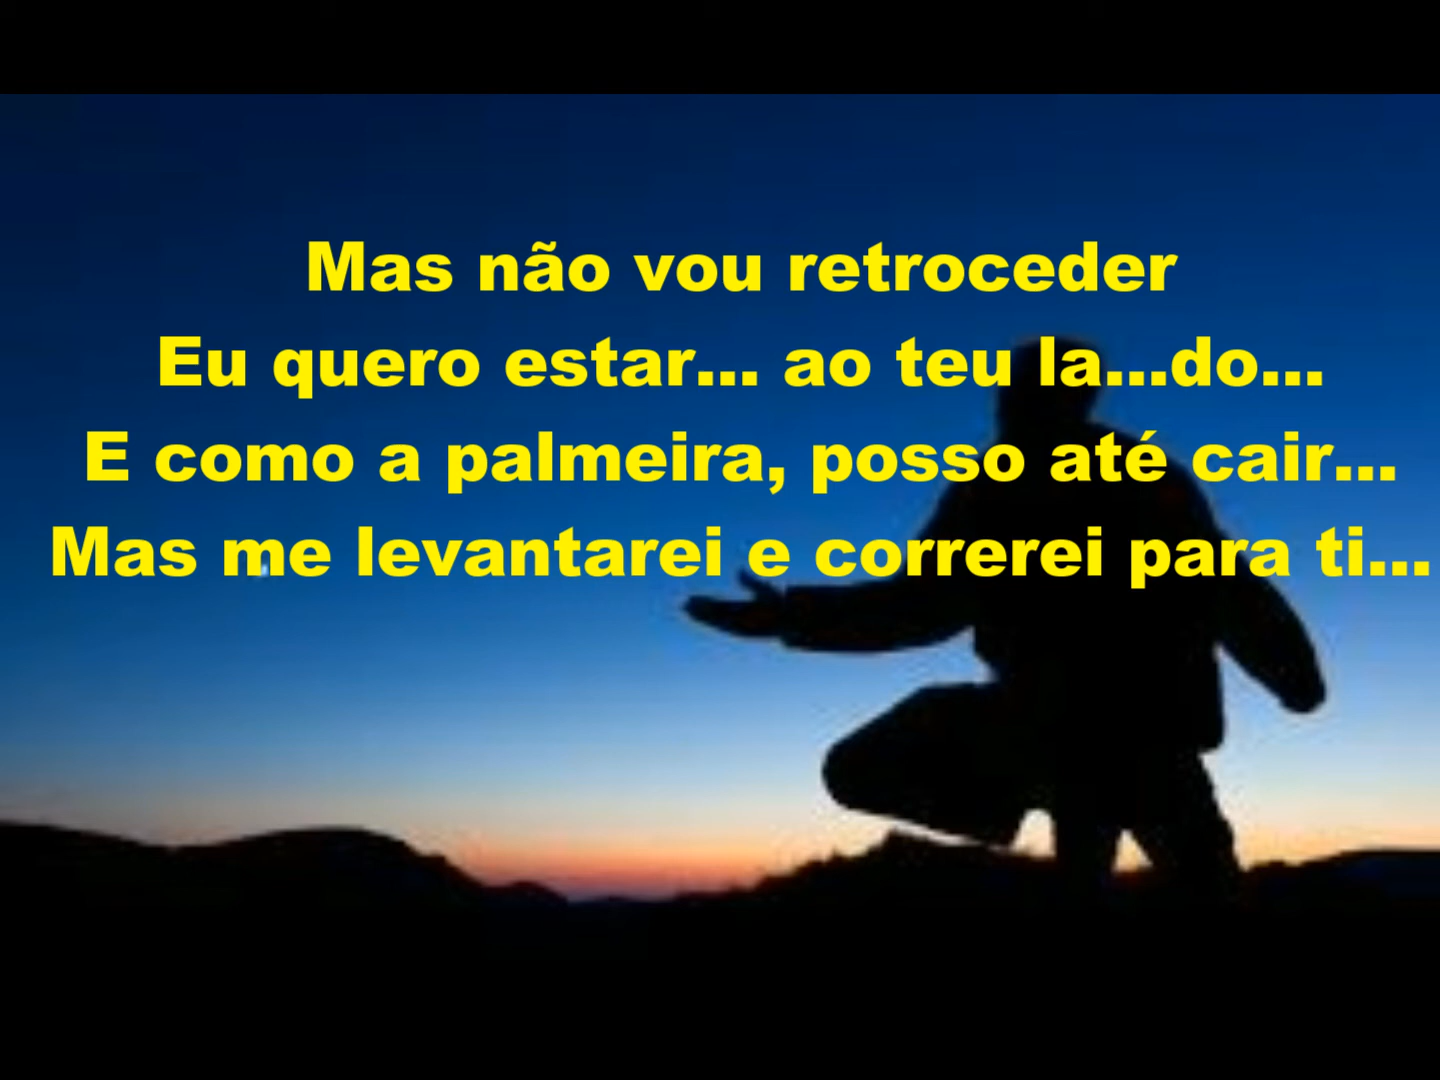 Mas não vou retroceder
Eu quero estar... ao teu la...do...
E como a palmeira, posso até cair...
Mas me levantarei e correrei para ti...